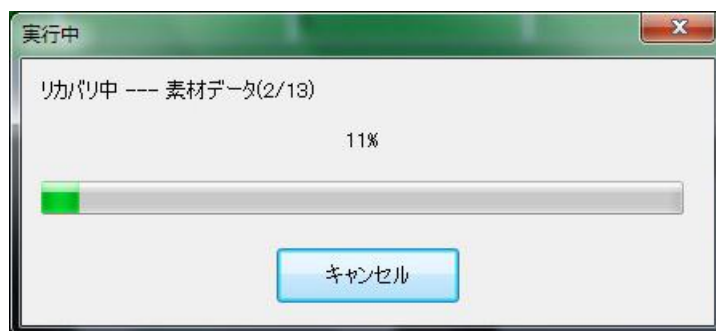 実行中
リカバリ中 --- 素材データ(2/13)
11%
キャンセル